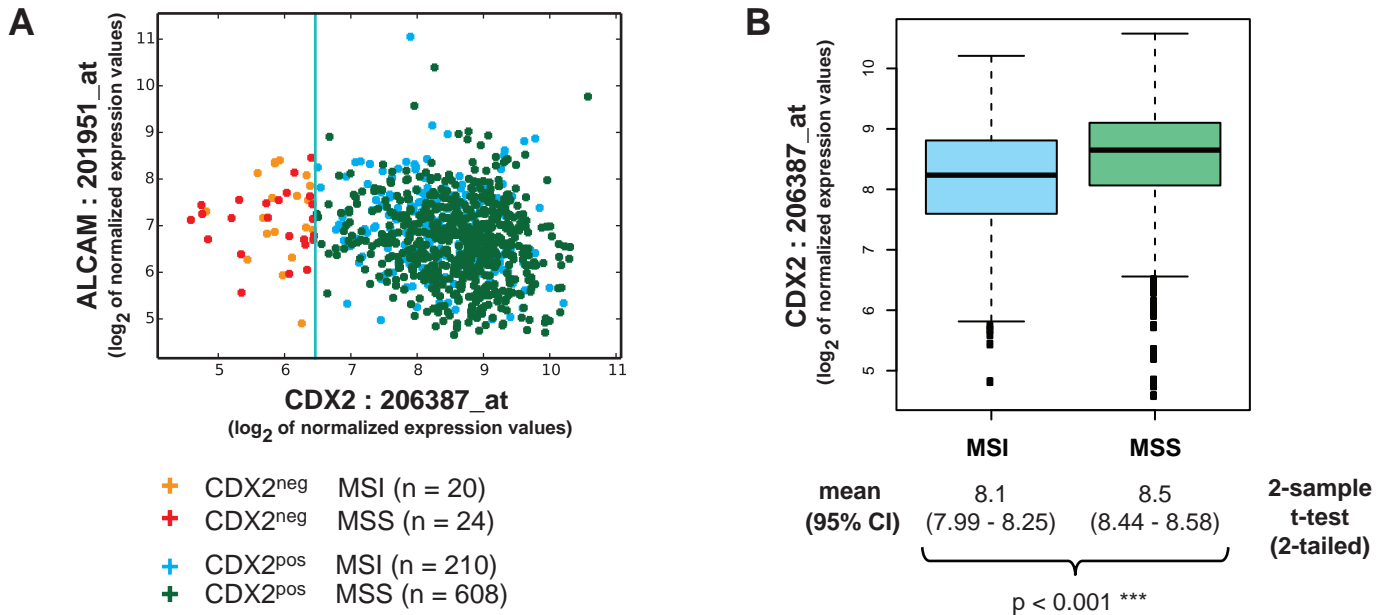 A
ALCAM : 201951_at
(log2 of normalized expression values)
11
10
9
8
7
6
5
5
6
7
8
9
10
11
CDX2 : 206387_at
(log2 of normalized expression values)
CDX2neg MSI (n = 20)
CDX2neg MSS (n = 24)
CDX2pos MSI (n = 210)
CDX2pos MSS (n = 608)
B
CDX2 : 206387_at
(log2 of normalized expression values)
10
9
8
7
6
5
MSI MSS
mean 8.1 8.5 2-sample
(95% CI) (7.99 - 8.25) (8.44 - 8.58) t-test
(2-tailed)
p < 0.001 ***